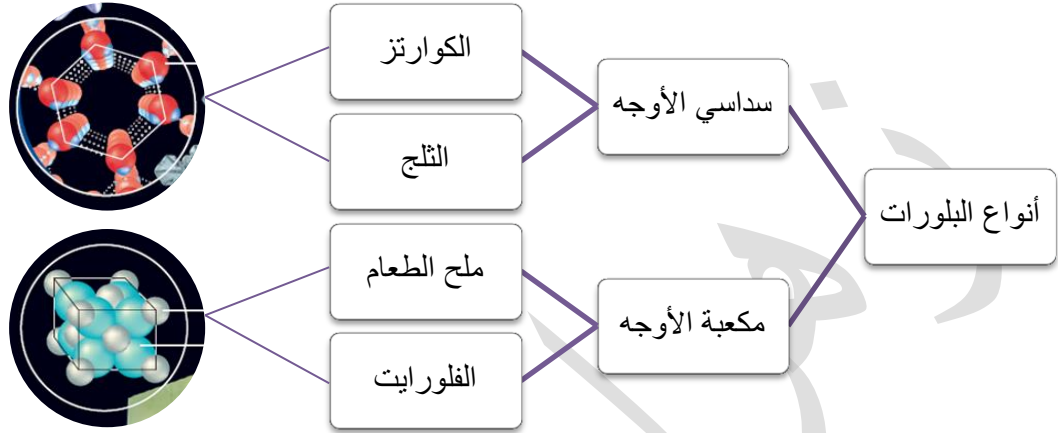 أنواع البلورات
سداسي الأوجه
الكوارتز
الثلج
مكعبة الأوجه
ملح الطعام
الفلورايت